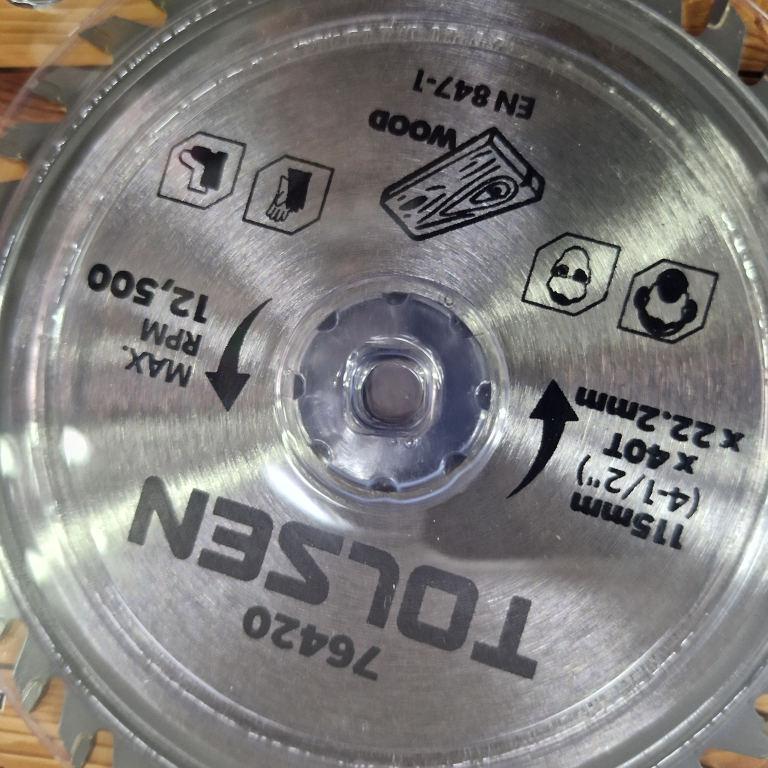 76420
TOLSEN
115mm
(4-1/2")
x 40T
x 22.2mm
MAX.
RPM
12,500
WOOD
EN 847-1